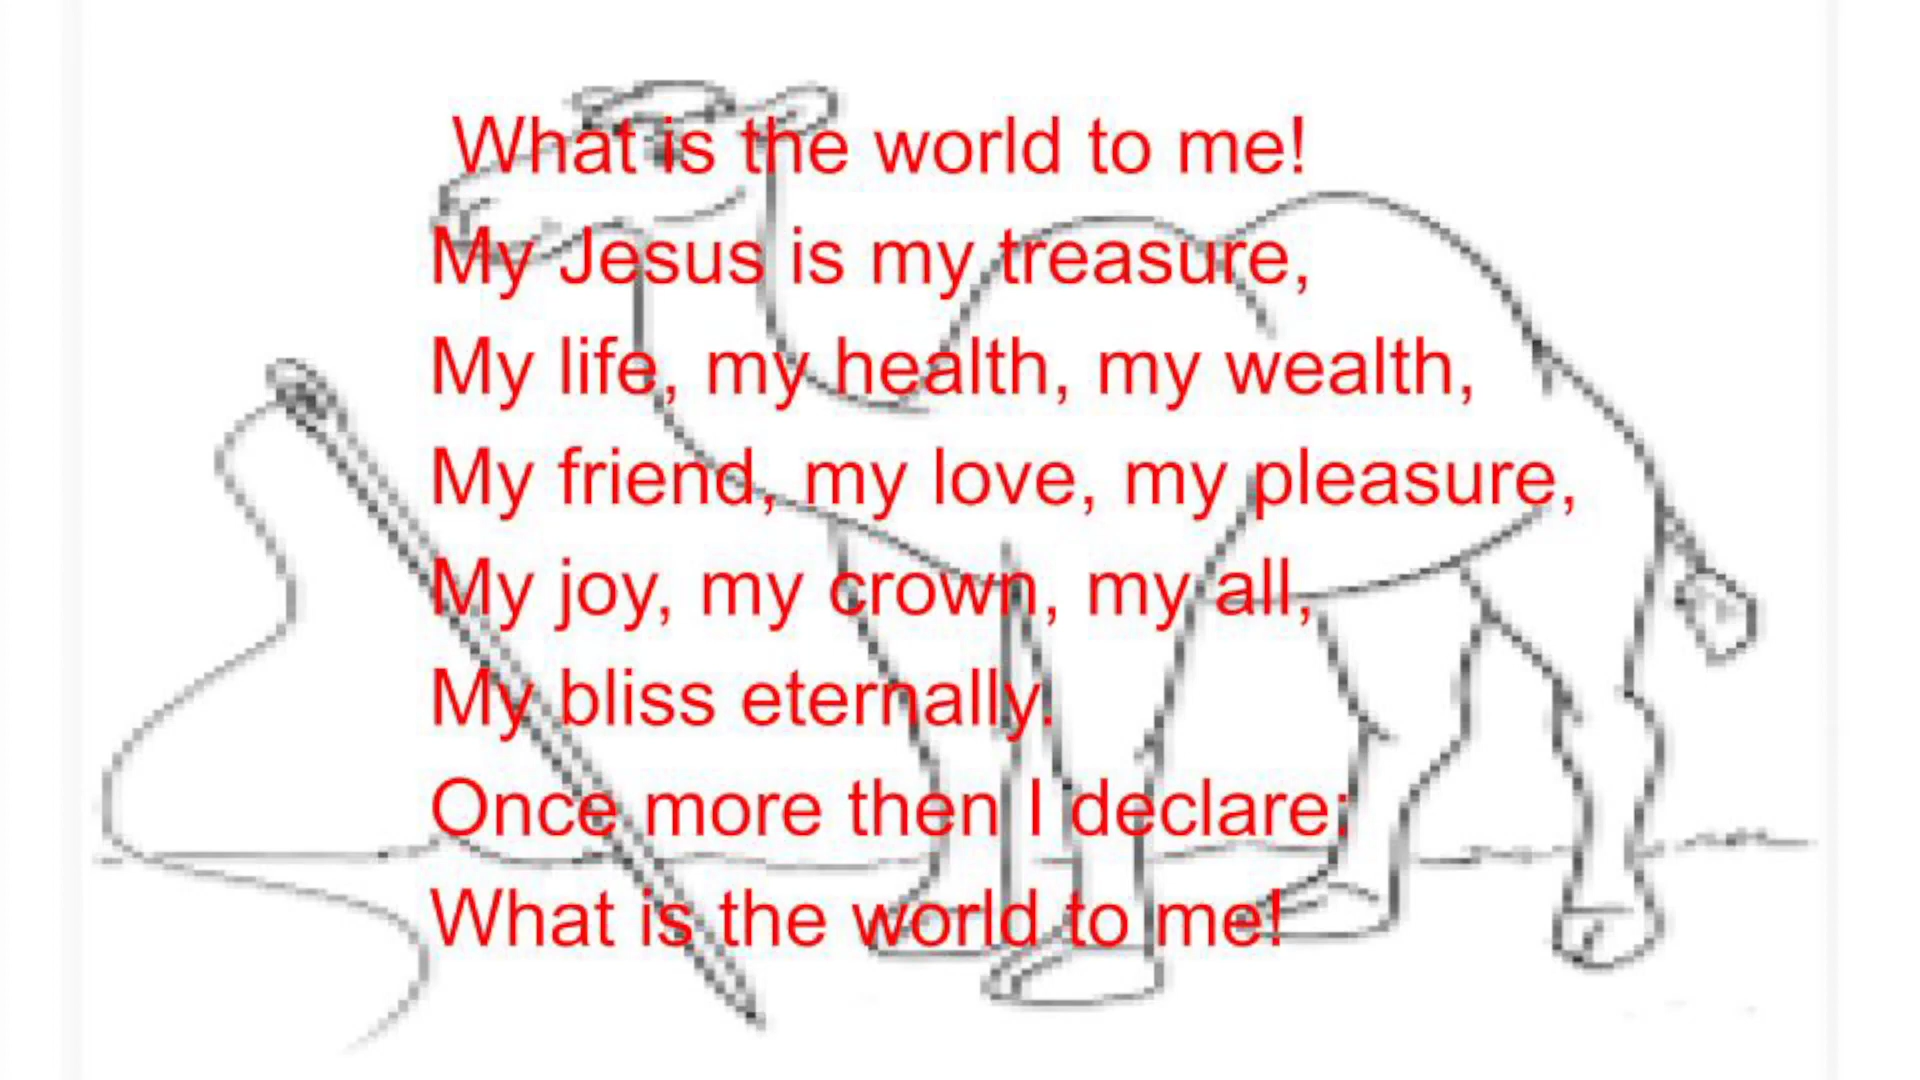 What is the world to me!
My Jesus is my treasure,
My life, my health, my wealth,
My friend, my love, my pleasure,
My joy, my crown, my all,
My bliss eternally.
Once more then I declare:
What is the world to me!